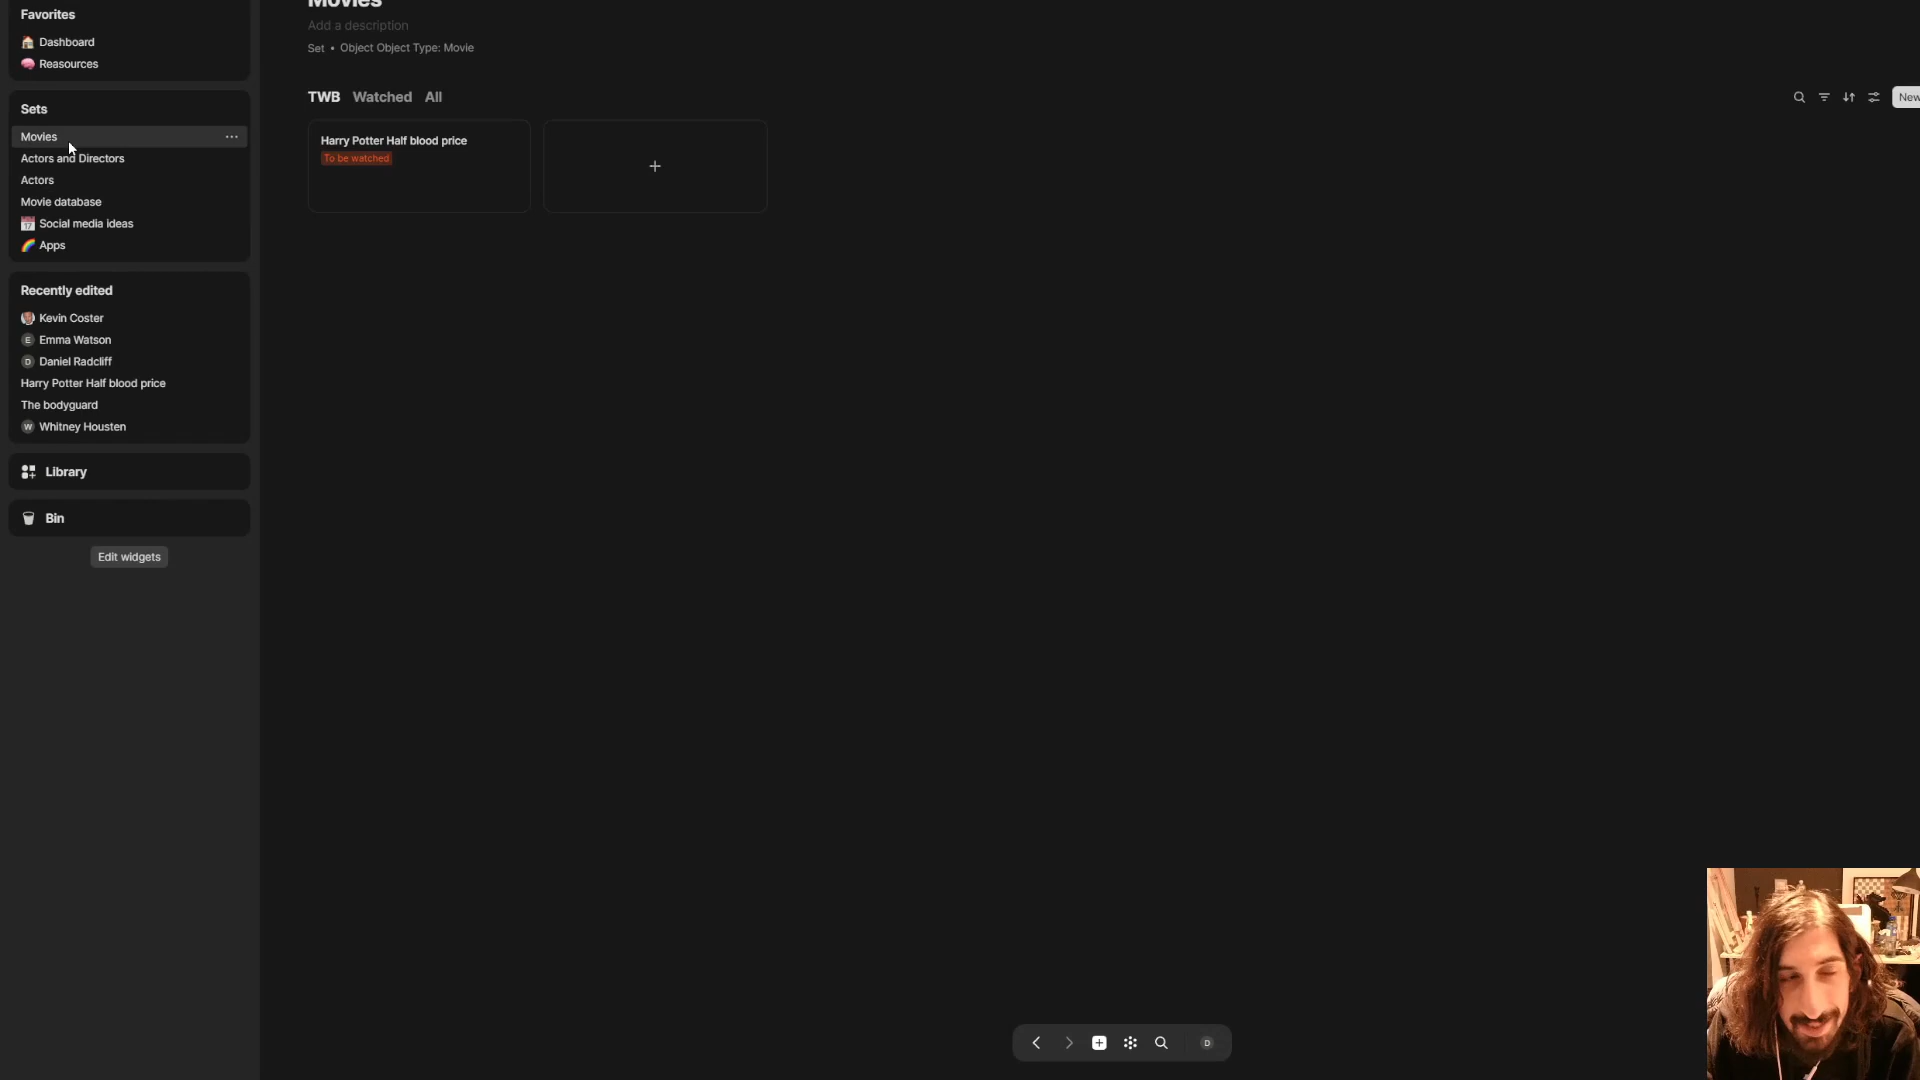 Favorites
Dashboard
Reasources
Sets
Movies
Actors and Directors
Actors
Movie database
17
Social media ideas
Apps
Recently edited
Kevin Coster
E
Emma Watson
D
Daniel Radcliff
Harry Potter Half blood price
The bodyguard
W
Whitney Housten
Library
Bin
Edit widgets
Movies
Add a description
Set • Object Object Type: Movie
TWB Watched All
New
Harry Potter Half blood price
To be watched
+
D